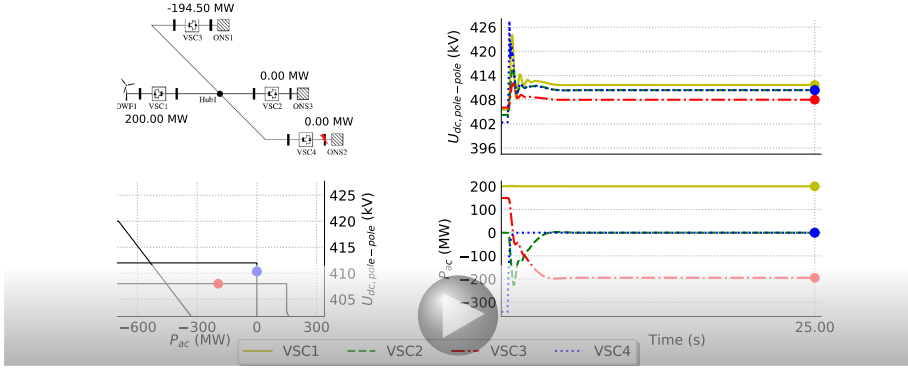 -194.50 MW
VSC3 ONS1
0.00 MW
OWF1 VSC1 Hub1 VSC2 ONS3
200.00 MW
0.00 MW
VSC4 ONS2
426
420
414
408
402
396
U_dc,pole−pole (kV)
425
420
415
410
405
U_dc,pole−pole (kV)
−600 −300 0 300
P_ac (MW)
200
100
0
−100
−200
−300
P_ac (MW)
25.00
Time (s)
VSC1 VSC2 VSC3 VSC4